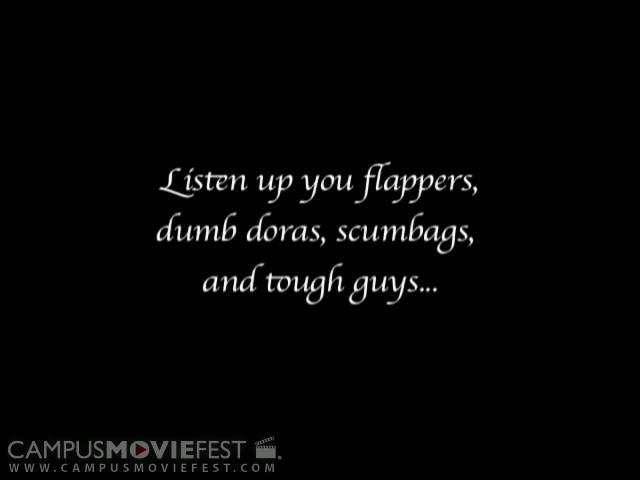 Listen up you flappers,
dumb doras, scumbags,
and tough guys...
CAMPUSMOVIEFEST
WWW.CAMPUSMOVIEFEST.COM